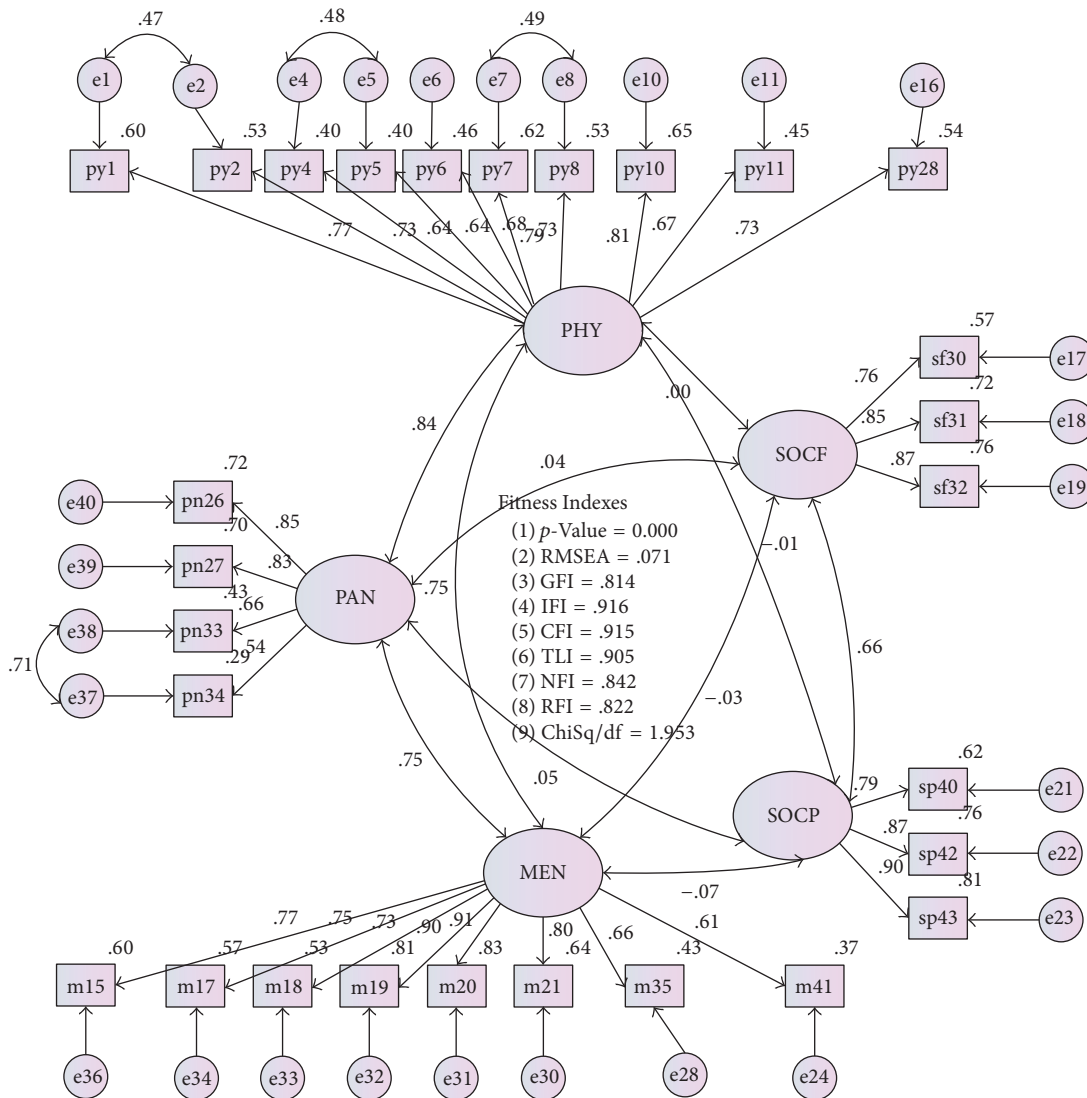 .47 .48 .49
e1 e2 e4 e5 e6 e7 e8 e10 e11 e16
.60 .53 .40 .40 .46 .62 .53 .65 .45 .54
py1 py2 py4 py5 py6 py7 py8 py10 py11 py28
.77 .73 .64 .64 .68 .79 .73 .81 .67 .73
PHY
.57
sf30 e17
.76 .72
.00
.85 sf31 e18
.84 SOCF .76
.87 sf32 e19
.04
.72
e40 pn26
.85
.70
e39 pn27 .83
.43
PAN
.66
e38 pn33
.54
.71 .29
e37 pn34
.75
Fitness Indexes
(1) p-Value = 0.000
(2) RMSEA = .071
(3) GFI = .814
(4) IFI = .916
(5) CFI = .915
(6) TLI = .905
(7) NFI = .842
(8) RFI = .822
(9) ChiSq/df = 1.953
−.01
.66
−.03
.75
.05
.62
.79 sp40 e21
SOCP .76
.87 sp42 e22
.90 .81
sp43 e23
MEN
−.07
.77 .75 .73 .90 .91 .80 .66 .61
.60 .57 .53 .81 .83 .64 .43 .37
m15 m17 m18 m19 m20 m21 m35 m41
e36 e34 e33 e32 e31 e30 e28 e24